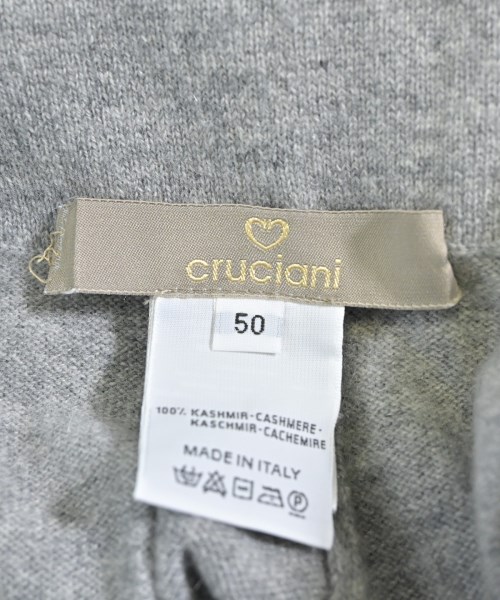 cruciani
50
100% KASHMIR-CASHMERE-
KASCHMIR-CACHEMIRE
MADE IN ITALY
P